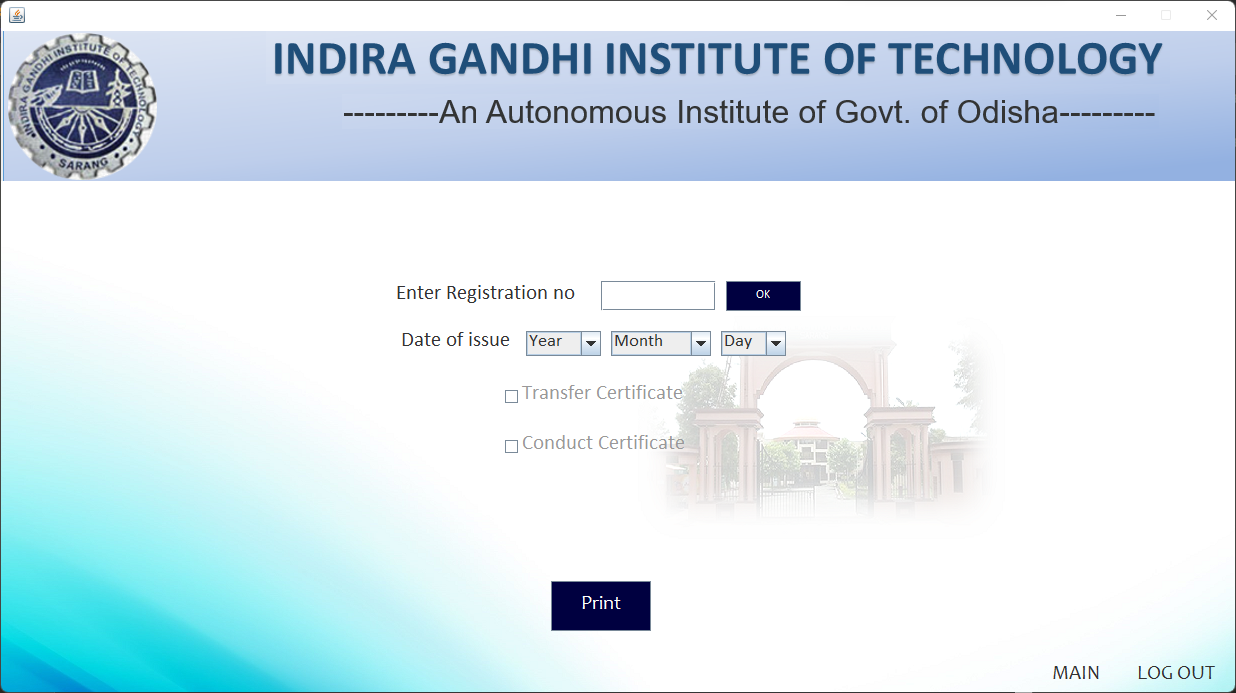 INDIRA GANDHI INSTITUTE OF TECHNOLOGY
---------An Autonomous Institute of Govt. of Odisha---------
INDIRA GANDHI INSTITUTE OF TECHNOLOGY
SARANG
Enter Registration no
OK
Date of issue Year Month Day
Transfer Certificate
Conduct Certificate
Print
MAIN LOG OUT